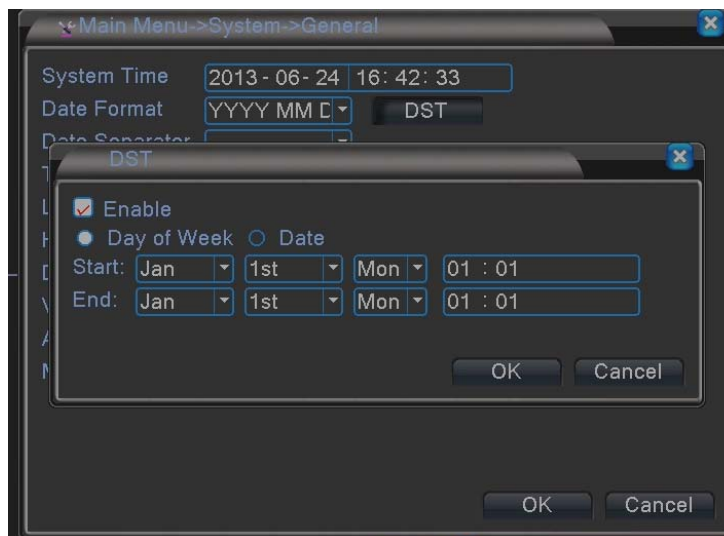 Main Menu->System->General
System Time 2013-06-24 16:42:33
Date Format YYYY MM D DST
Date Separator
DST
Enable
Day of Week Date
Start: Jan 1st Mon 01 : 01
End: Jan 1st Mon 01 : 01
OK Cancel
OK Cancel